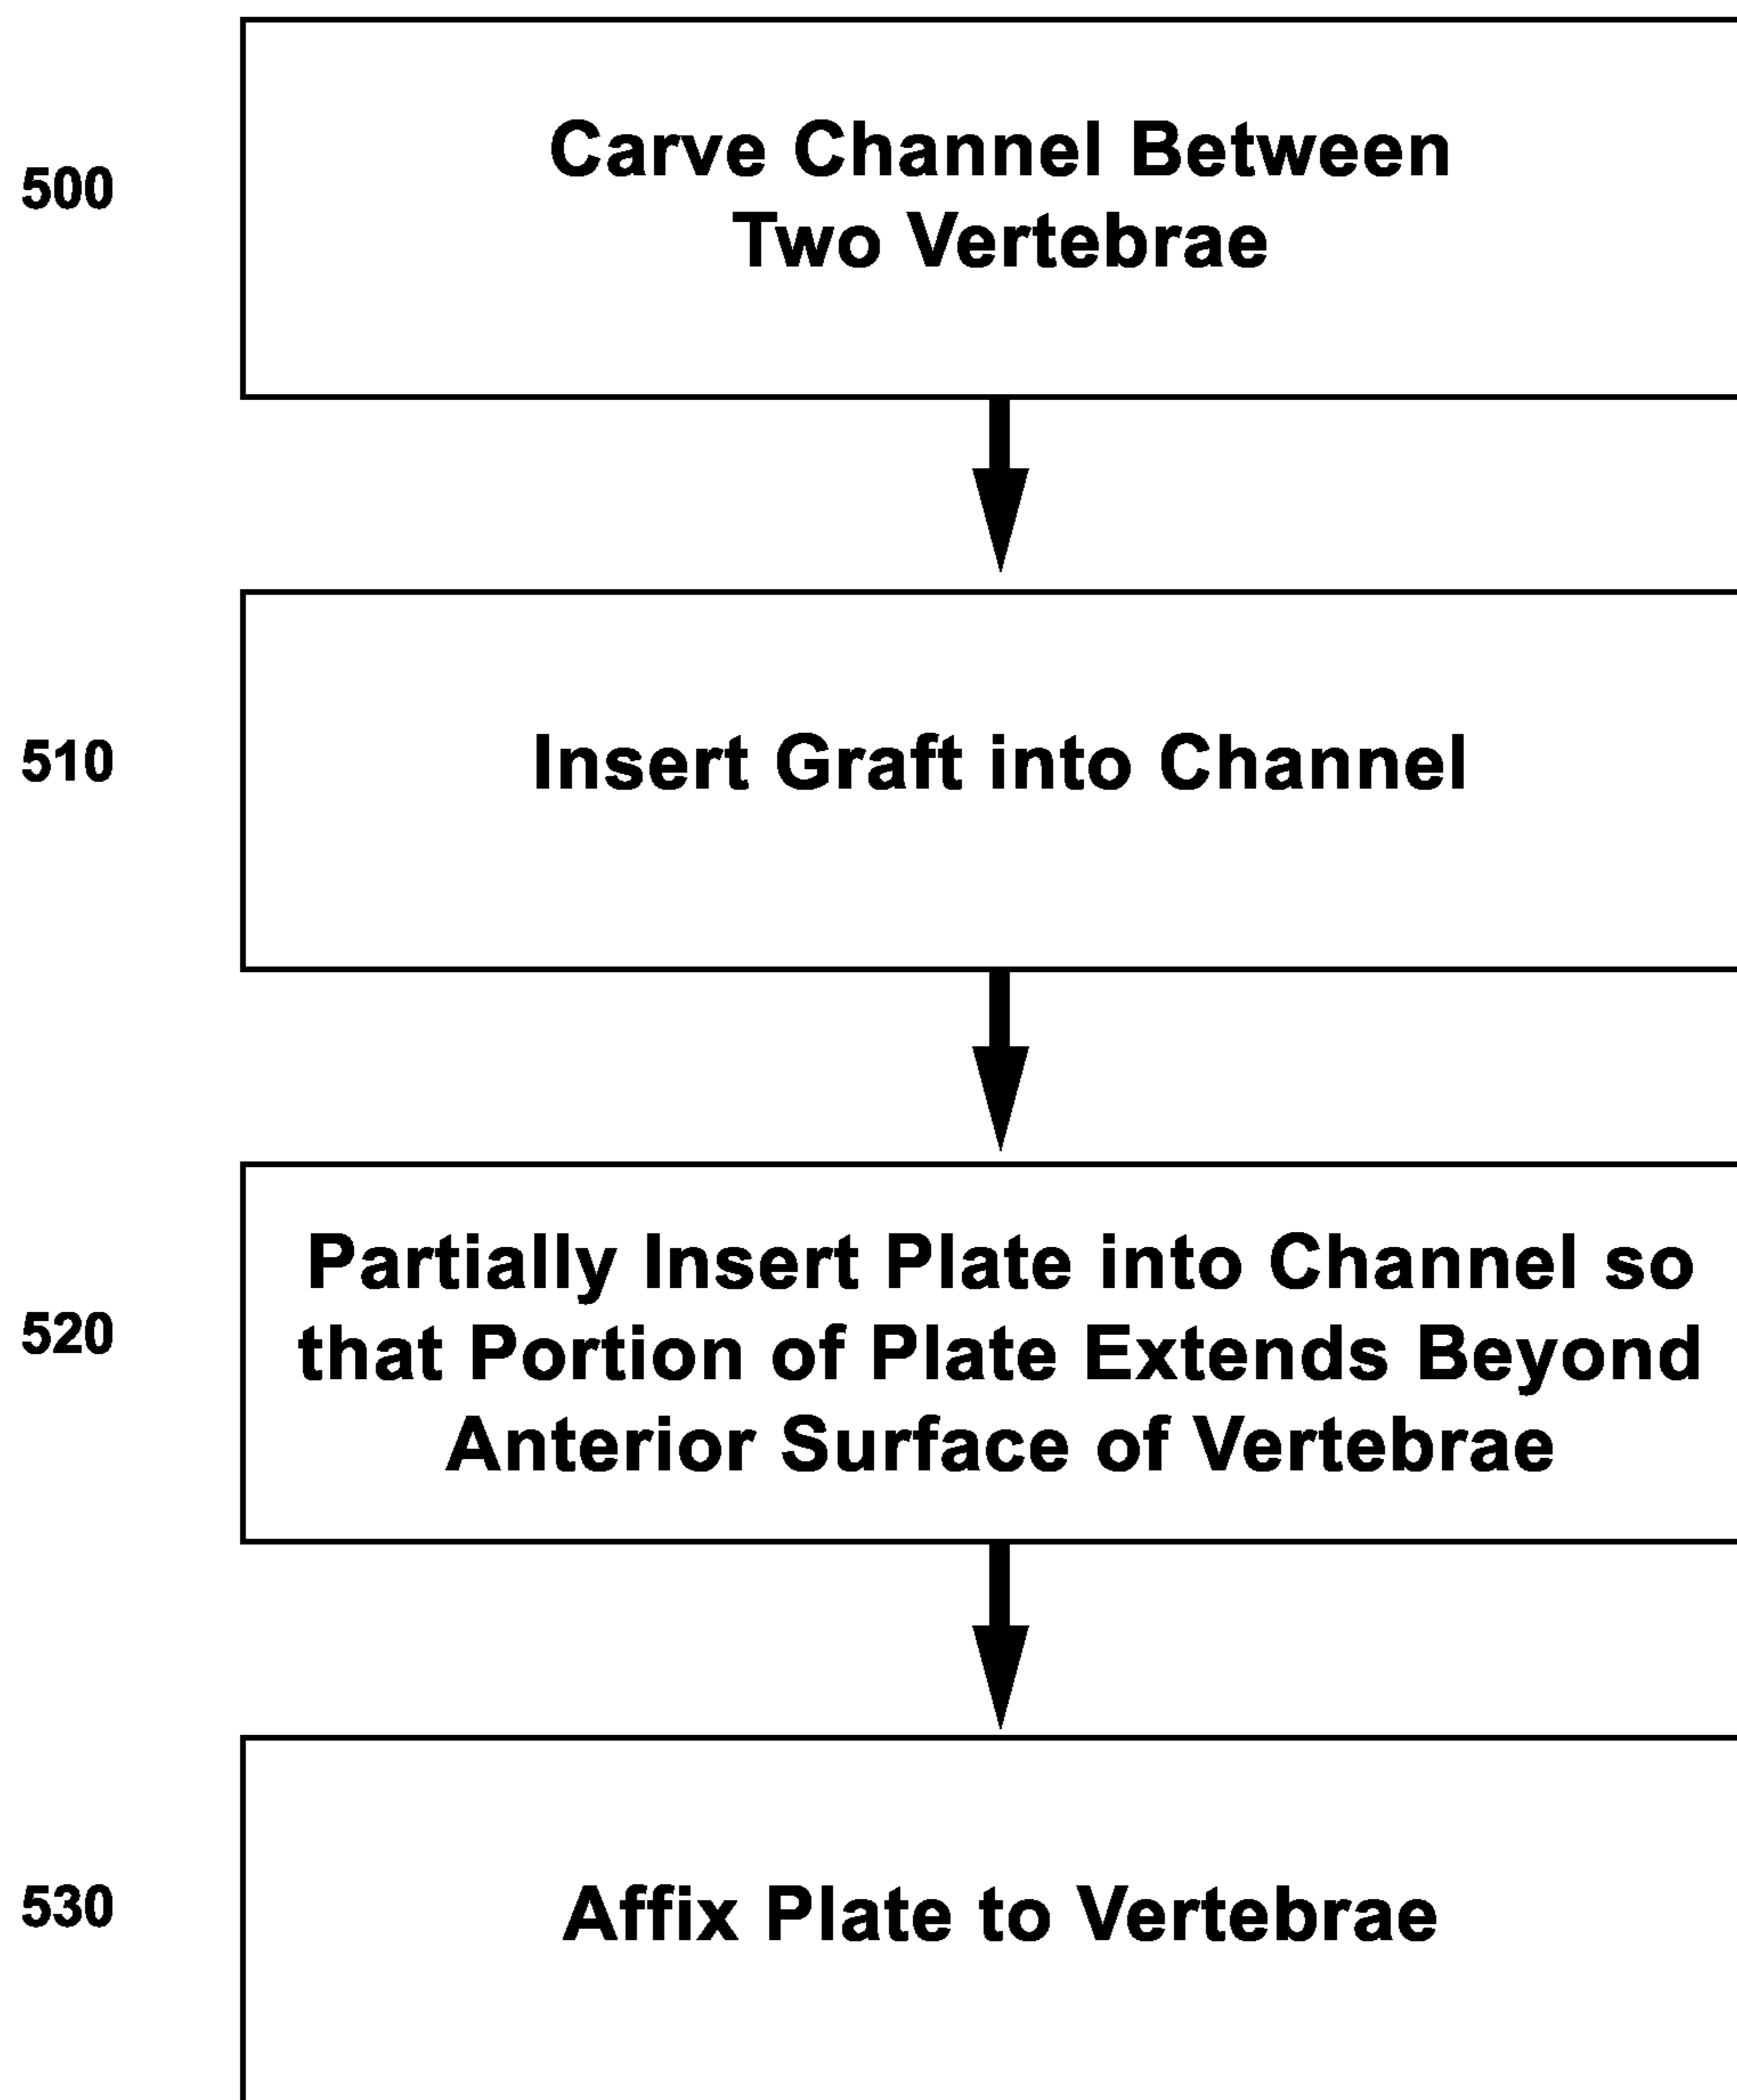 500
Carve Channel Between
Two Vertebrae
510
Insert Graft into Channel
520
Partially Insert Plate into Channel so
that Portion of Plate Extends Beyond
Anterior Surface of Vertebrae
530
Affix Plate to Vertebrae